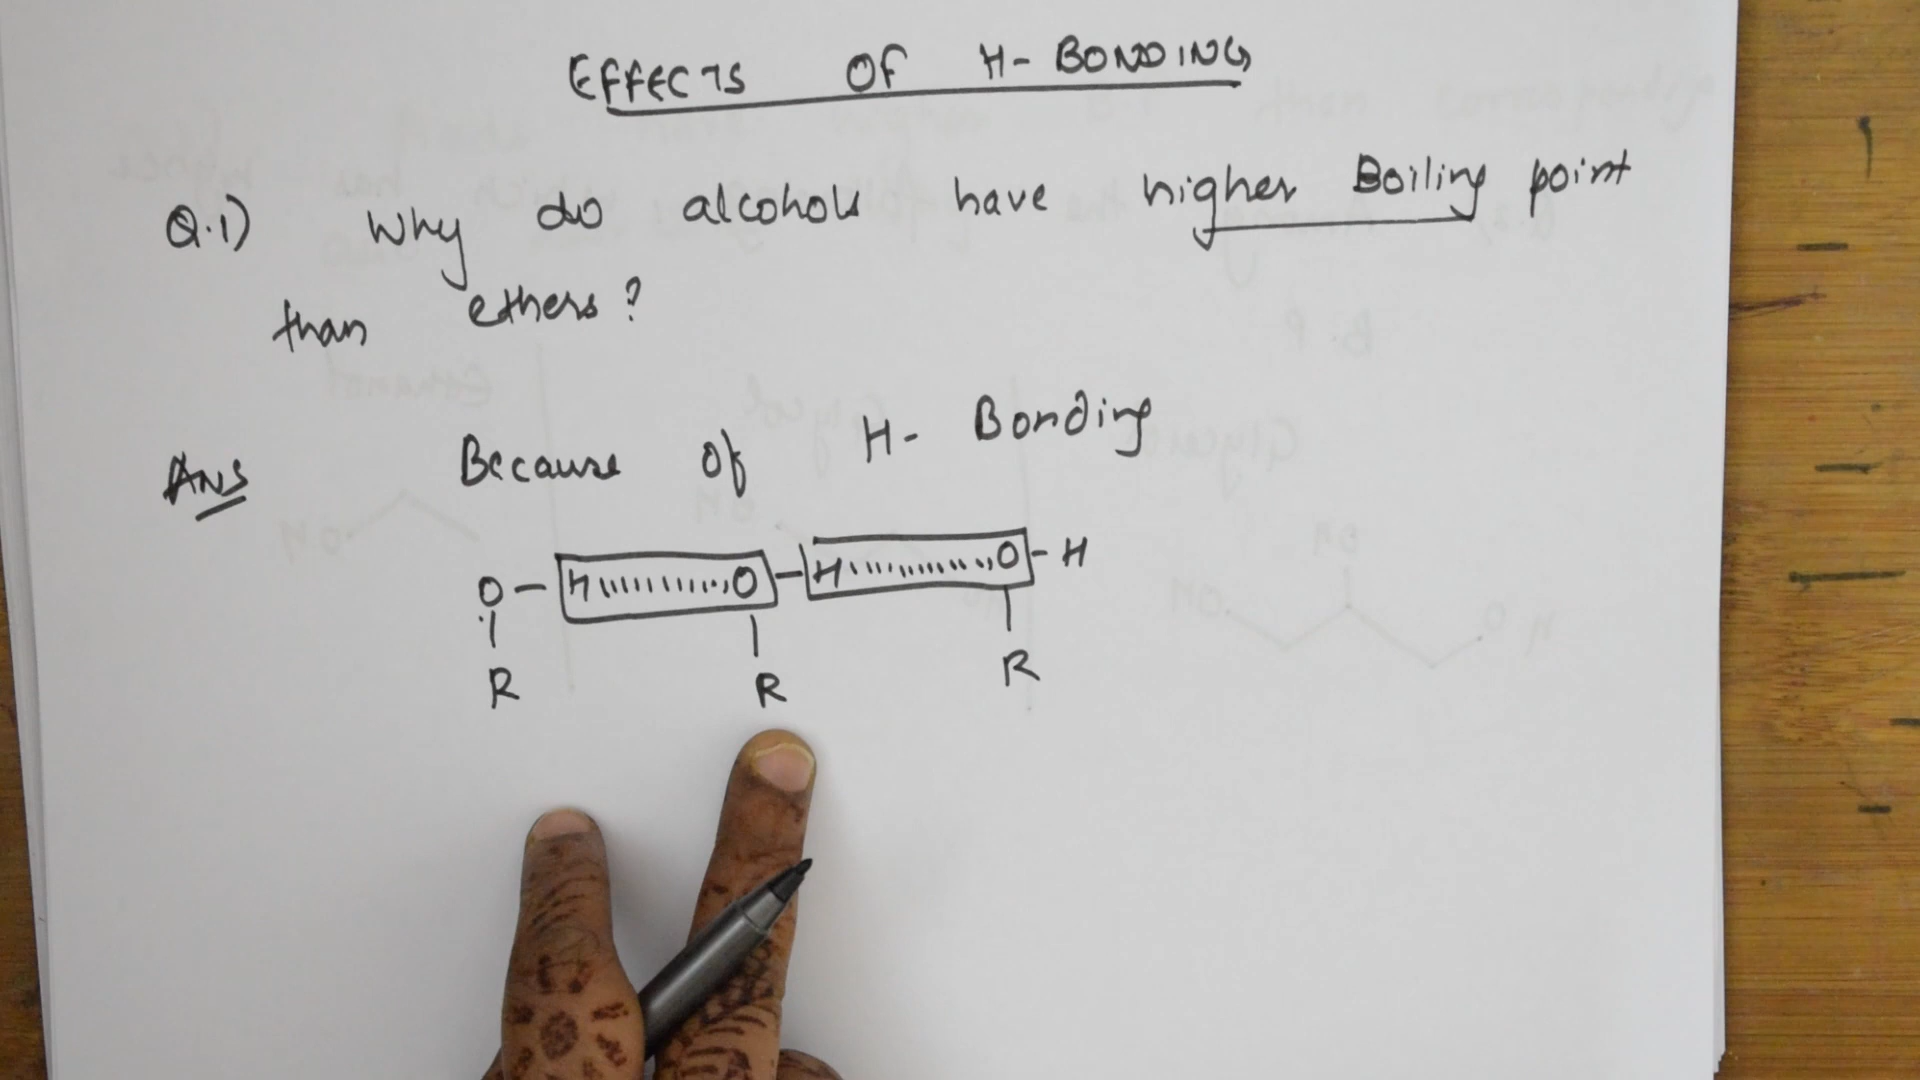 EFFECTS OF H-BONDING
Q.1) Why do alcohols have higher Boiling point
than ethers?
Ans Because of H- Bonding
O-H...........O-H...........O-H
R R R